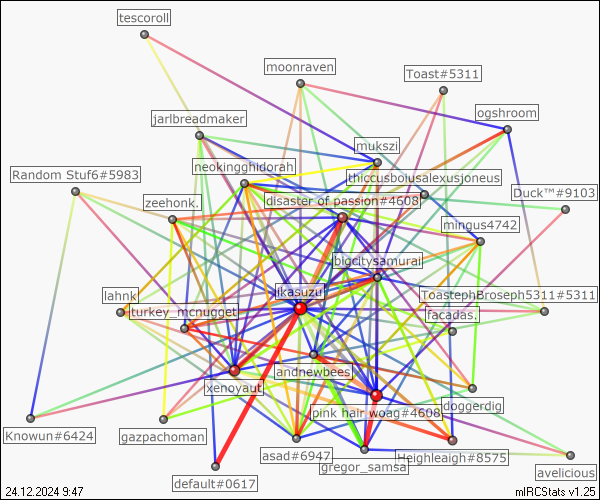 tescoroll
moonraven
Toast#5311
ogshroom
jarlbreadmaker
mukszi
neokingghidorah
thiccusbolusalexusjoneus
Random Stuf6#5983
Duck™#9103
zeehonk.
disaster of passion#4608
mingus4742
bigcitysamurai
ikasuzu
ToastephBroseph5311#5311
lahnk
turkey_mcnugget
facadas.
andnewbees
xenoyaut
doggerdig
pink hair woag#4608
Knowun#6424
gazpachoman
asad#6947
gregor_samsa
Heighleaigh#8575
default#0617
avelicious
24.12.2024 9:47
mIRCStats v1.25